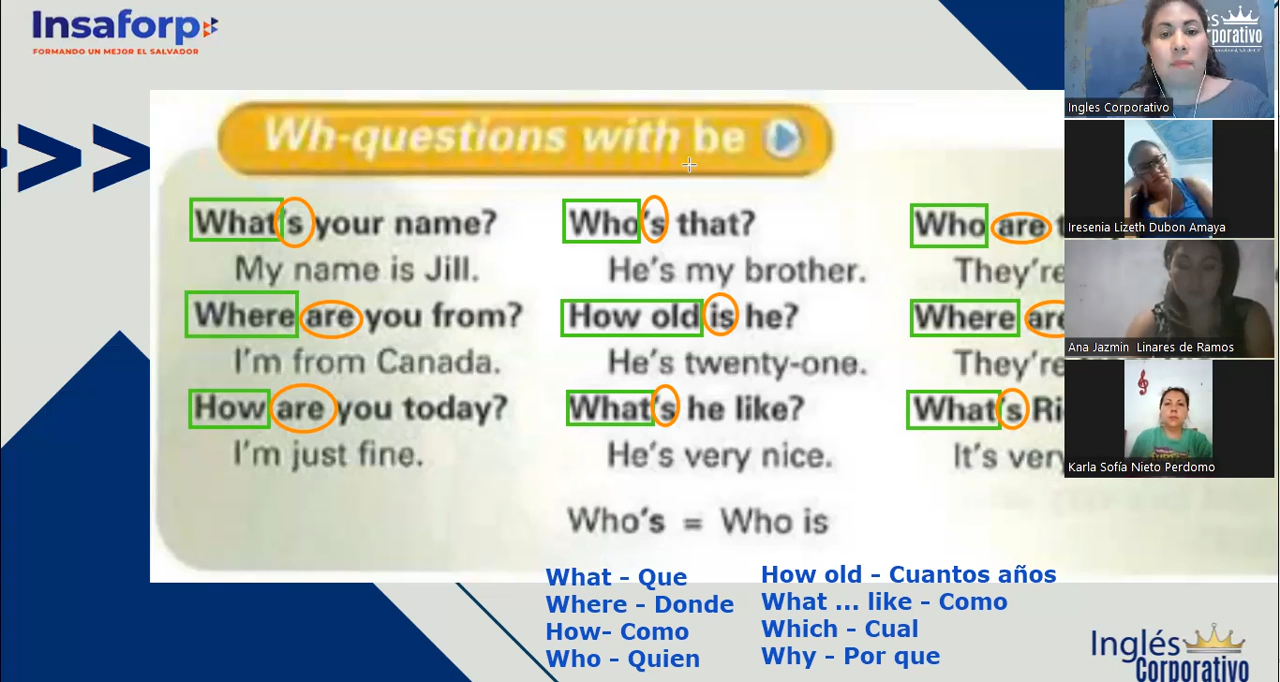 Insaforp
FORMANDO UN MEJOR EL SALVADOR
Wh-questions with be
What's your name?
My name is Jill.
Where are you from?
I'm from Canada.
How are you today?
I'm just fine.
Who's that?
He's my brother.
How old is he?
He's twenty-one.
What's he like?
He's very nice.
Who's = Who is
Who are
They're
Where are
They're
What's
It's very
What - Que
Where - Donde
How- Como
Who - Quien
How old - Cuantos años
What ... like - Como
Which - Cual
Why - Por que
Ingles Corporativo
Iresenia Lizeth Dubon Amaya
Ana Jazmin Linares de Ramos
Karla Sofía Nieto Perdomo
Inglés
Corporativo